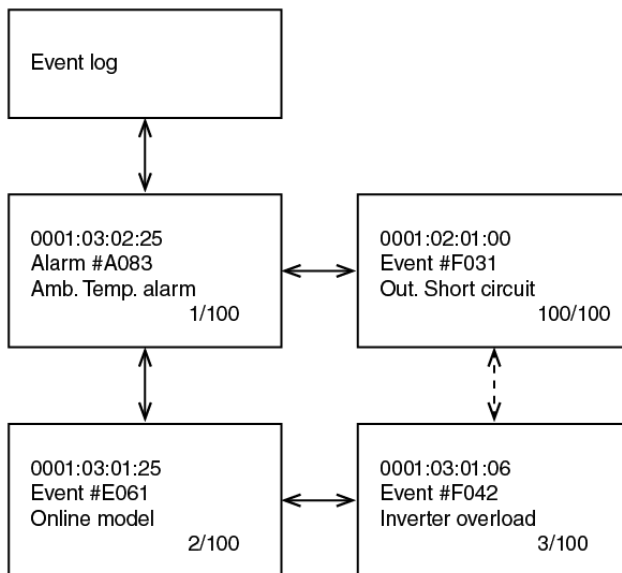 Event log
0001:03:02:25
Alarm #A083
Amb. Temp. alarm
1/100
0001:02:01:00
Event #F031
Out. Short circuit
100/100
0001:03:01:25
Event #E061
Online model
2/100
0001:03:01:06
Event #F042
Inverter overload
3/100